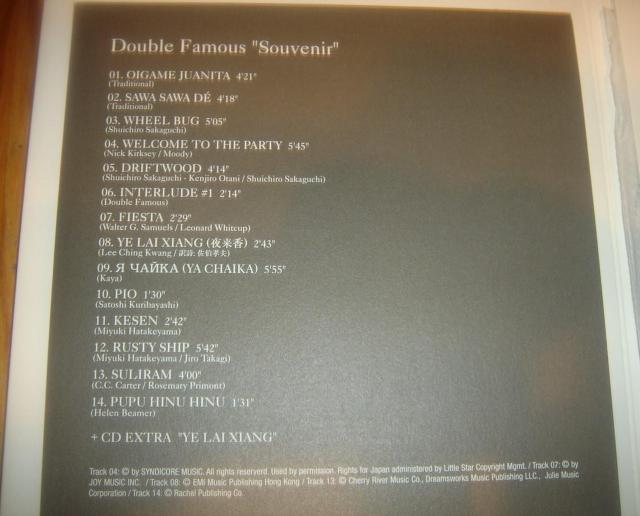 Double Famous "Souvenir"
01. OIGAME JUANITA 4'21"
(Traditional)
02. SAWA SAWA DÉ 4'18"
(Traditional)
03. WHEEL BUG 5'05"
(Shuichiro Sakaguchi)
04. WELCOME TO THE PARTY 5'45"
(Nick Kirksey / Moody)
05. DRIFTWOOD 4'14"
(Shuichiro Sakaguchi - Kenjiro Otani / Shuichiro Sakaguchi)
06. INTERLUDE #1 2'14"
(Double Famous)
07. FIESTA 2'29"
(Walter G. Samuels / Leonard Whitcup)
08. YE LAI XIANG (夜来香) 2'43"
(Lee Ching Kwang / 訳詩: 佐伯孝夫)
09. Я ЧАЙКА (YA CHAIKA) 5'55"
(Kaya)
10. PIO 1'30"
(Satoshi Kuribayashi)
11. KESEN 2'42"
(Miyuki Hatakeyama)
12. RUSTY SHIP 5'42"
(Miyuki Hatakeyama / Jiro Takagi)
13. SULIRAM 4'00"
(C.C. Carter / Rosemary Primont)
14. PUPU HINU HINU 1'31"
(Helen Beamer)
+ CD EXTRA "YE LAI XIANG"
Track 04: © by SYNDICORE MUSIC. All rights reserverd. Used by permission. Rights for Japan administered by Little Star Copyright Mgmt. / Track 07: © by
JOY MUSIC INC. / Track 08: © EMI Music Publishing Hong Kong / Track 13: © Cherry River Music Co., Dreamsworks Music Publishing LLC., Julie Music
Corporation / Track 14: © Rachel Publishing Co.